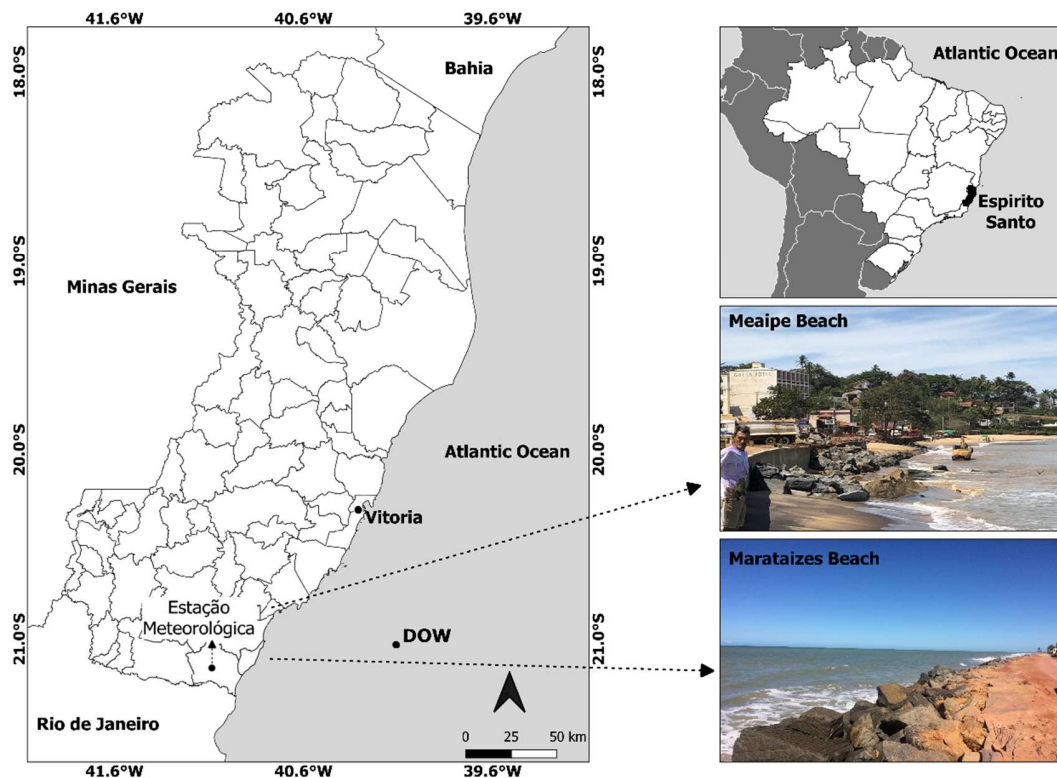 41.6°W
40.6°W
39.6°W
18.0°S
19.0°S
20.0°S
21.0°S
18.0°S
19.0°S
20.0°S
21.0°S
Bahia
Minas Gerais
Atlantic Ocean
Vitoria
Estação
Meteorológica
DOW
Rio de Janeiro
0
25
50 km
41.6°W
40.6°W
39.6°W
Atlantic Ocean
Espirito
Santo
Meaipe Beach
Marataizes Beach